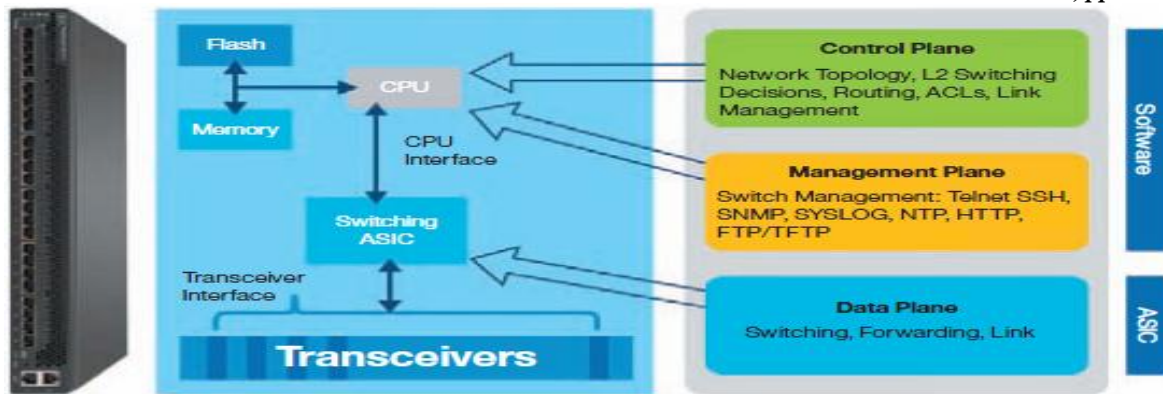 Flash
CPU
Memory
CPU
Interface
Switching
ASIC
Transceiver
Interface
Transceivers
Control Plane
Network Topology, L2 Switching
Decisions, Routing, ACLs, Link
Management
Management Plane
Switch Management: Telnet SSH,
SNMP, SYSLOG, NTP, HTTP,
FTP/TFTP
Data Plane
Switching, Forwarding, Link
Software
ASIC